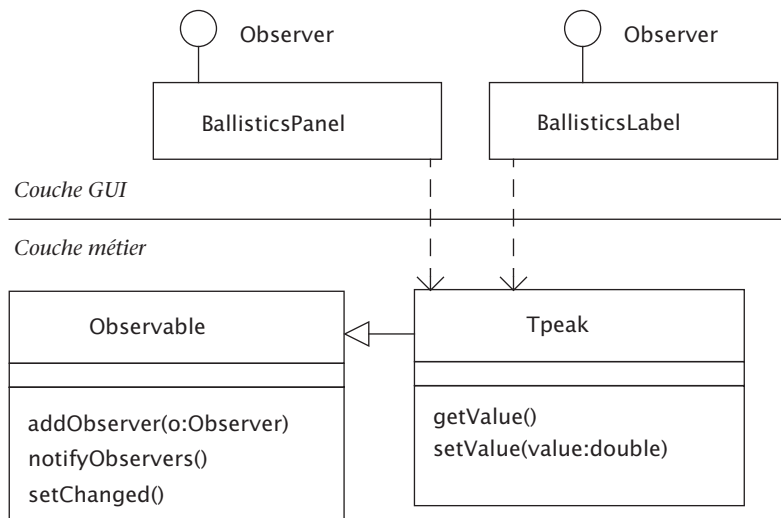 Observer
Observer
BallisticsPanel
BallisticsLabel
Couche GUI
Couche métier
Observable
Tpeak
addObserver(o:Observer)
notifyObservers()
setChanged()
getValue()
setValue(value:double)